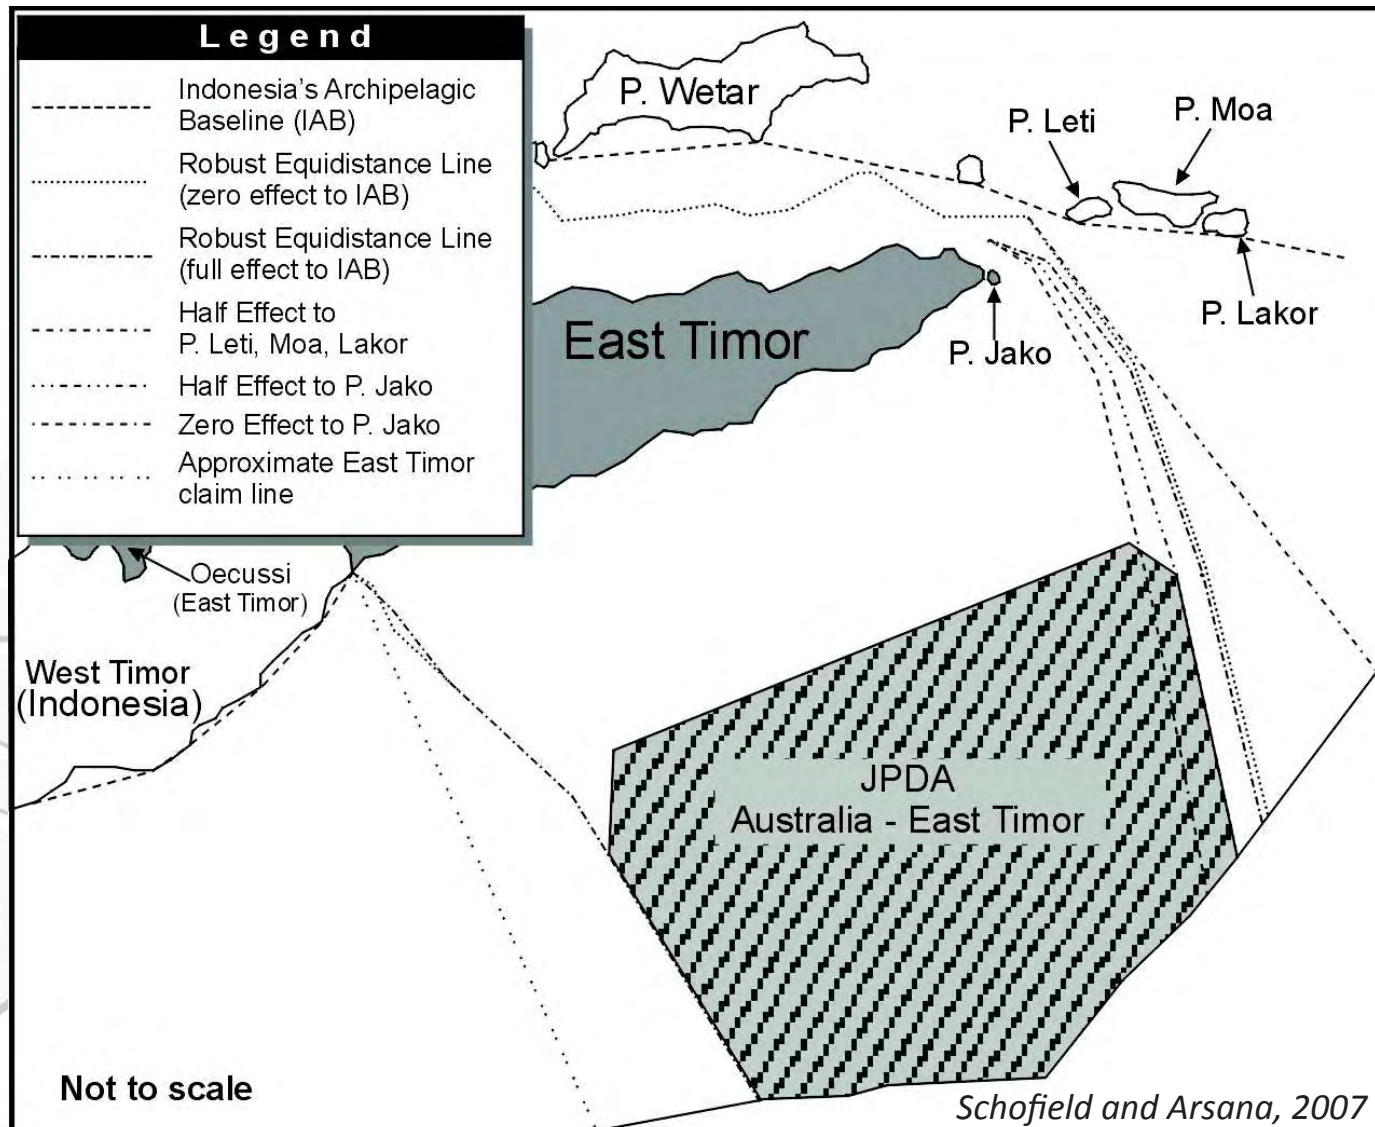 Legend
Indonesia's Archipelagic
Baseline (IAB)
Robust Equidistance Line
(zero effect to IAB)
Robust Equidistance Line
(full effect to IAB)
Half Effect to
P. Leti, Moa, Lakor
Half Effect to P. Jako
Zero Effect to P. Jako
Approximate East Timor
claim line
P. Wetar
P. Leti
P. Moa
P. Lakor
East Timor
P. Jako
Oecussi
(East Timor)
West Timor
(Indonesia)
JPDA
Australia - East Timor
Not to scale
Schofield and Arsana, 2007